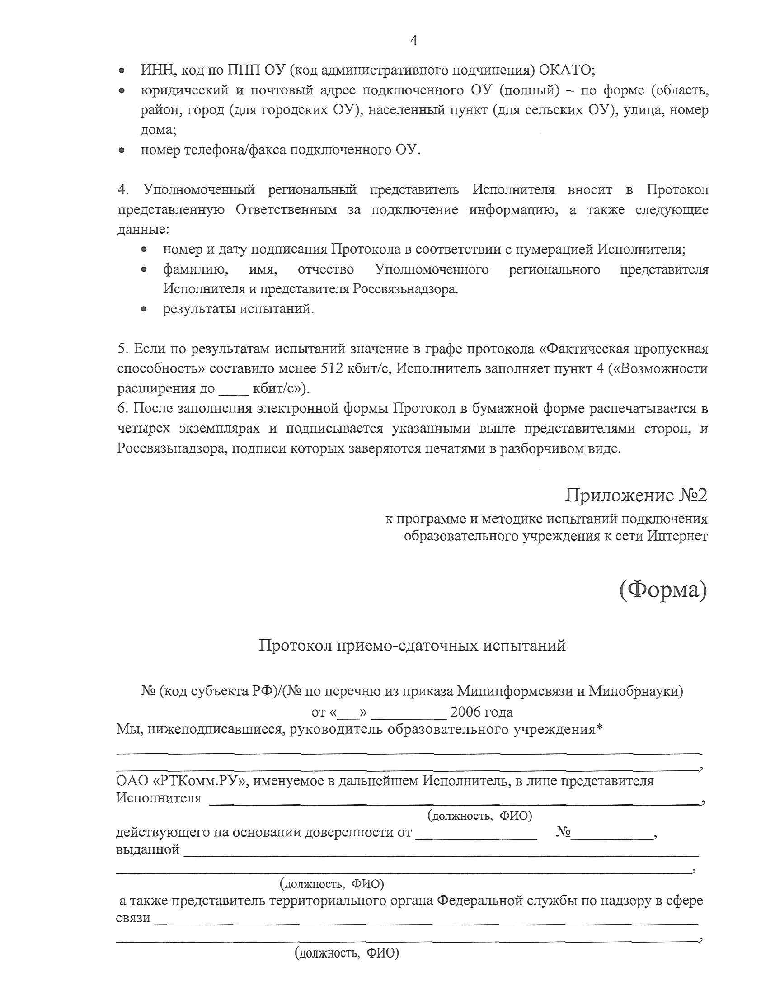 4
• ИНН, код по ППП ОУ (код административного подчинения) ОКАТО;
• юридический и почтовый адрес подключенного ОУ (полный) – по форме (область,
район, город (для городских ОУ), населенный пункт (для сельских ОУ), улица, номер
дома;
• номер телефона/факса подключенного ОУ.
4. Уполномоченный региональный представитель Исполнителя вносит в Протокол
представленную Ответственным за подключение информацию, а также следующие
данные:
• номер и дату подписания Протокола в соответствии с нумерацией Исполнителя;
• фамилию, имя, отчество Уполномоченного регионального представителя
Исполнителя и представителя Россвязьнадзора.
• результаты испытаний.
5. Если по результатам испытаний значение в графе протокола «Фактическая пропускная
способность» составило менее 512 кбит/с, Исполнитель заполняет пункт 4 («Возможности
расширения до ____ кбит/с»).
6. После заполнения электронной формы Протокол в бумажной форме распечатывается в
четырех экземплярах и подписывается указанными выше представителями сторон, и
Россвязьнадзора, подписи которых заверяются печатями в разборчивом виде.
Приложение №2
к программе и методике испытаний подключения
образовательного учреждения к сети Интернет
(Форма)
Протокол приемо-сдаточных испытаний
№ (код субъекта РФ)/(№ по перечню из приказа Мининформсвязи и Минобрнауки)
от «___» __________ 2006 года
Мы, нижеподписавшиеся, руководитель образовательного учреждения*
____________________
____________________,
ОАО «РТКомм.РУ», именуемое в дальнейшем Исполнитель, в лице представителя
Исполнителя ____________________,
(должность, ФИО)
действующего на основании доверенности от ________________ №___________,
выданной ____________________
____________________,
(должность, ФИО)
а также представитель территориального органа Федеральной службы по надзору в сфере
связи ____________________
____________________,
(должность, ФИО)